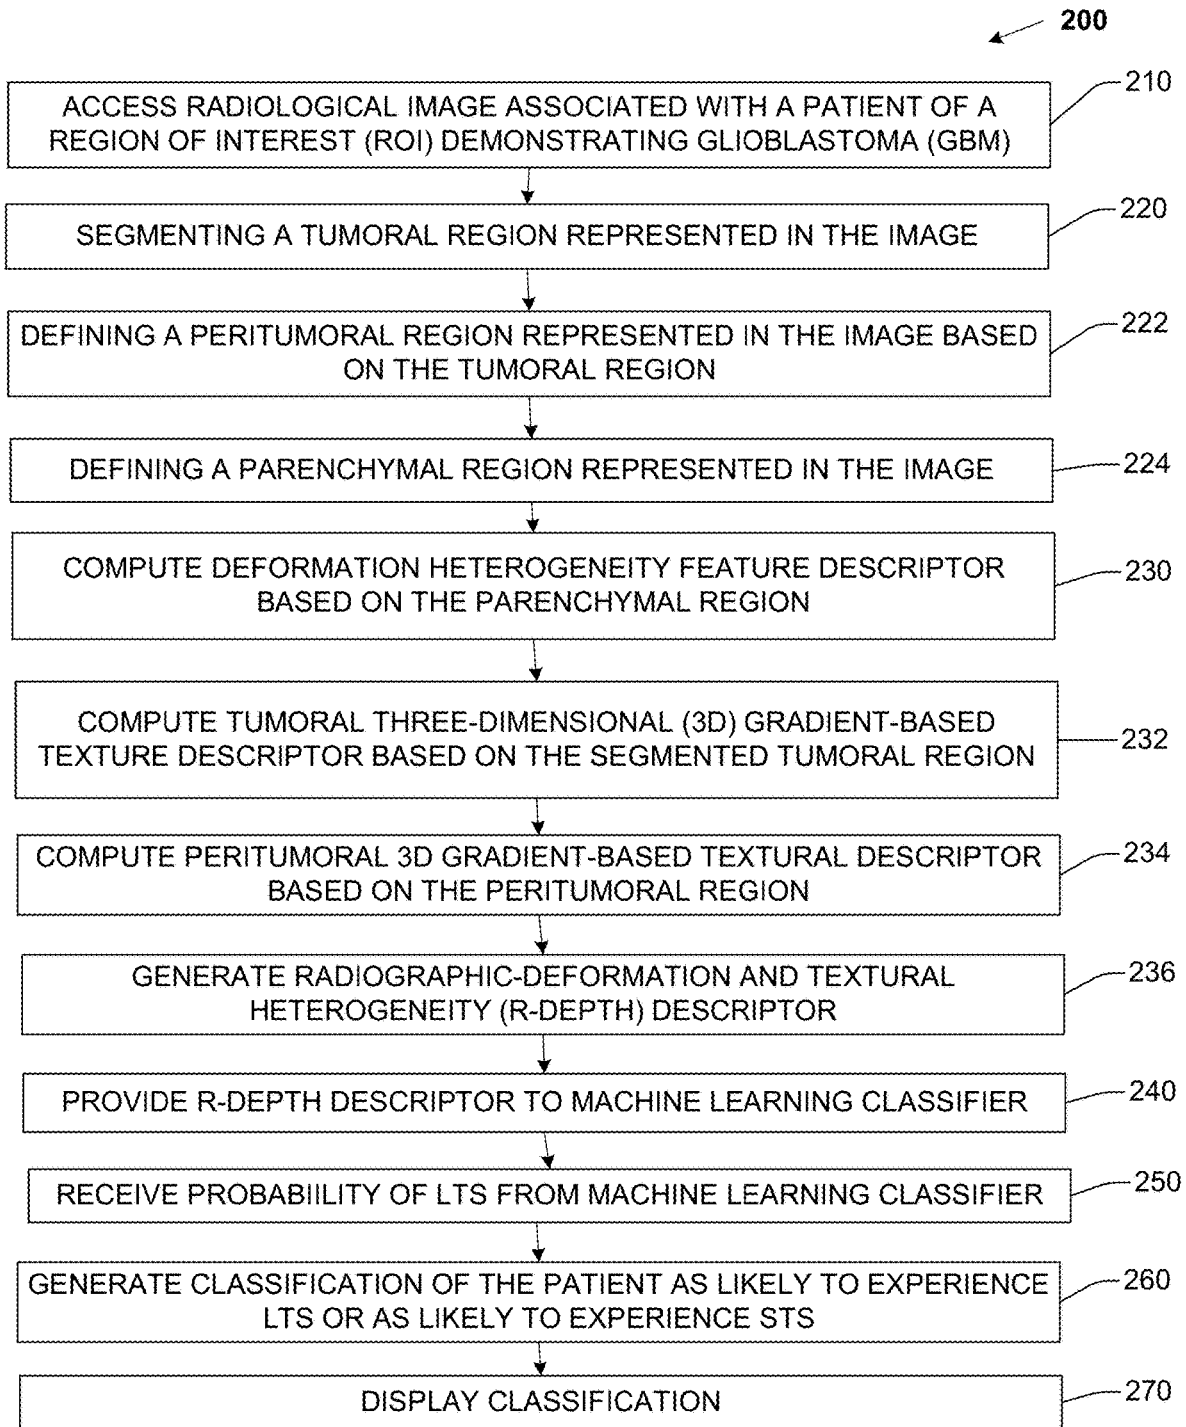 200
ACCESS RADIOLOGICAL IMAGE ASSOCIATED WITH A PATIENT OF A
REGION OF INTEREST (ROI) DEMONSTRATING GLIOBLASTOMA (GBM)
210
SEGMENTING A TUMORAL REGION REPRESENTED IN THE IMAGE
220
DEFINING A PERITUMORAL REGION REPRESENTED IN THE IMAGE BASED
ON THE TUMORAL REGION
222
DEFINING A PARENCHYMAL REGION REPRESENTED IN THE IMAGE
224
COMPUTE DEFORMATION HETEROGENEITY FEATURE DESCRIPTOR
BASED ON THE PARENCHYMAL REGION
230
COMPUTE TUMORAL THREE-DIMENSIONAL (3D) GRADIENT-BASED
TEXTURE DESCRIPTOR BASED ON THE SEGMENTED TUMORAL REGION
232
COMPUTE PERITUMORAL 3D GRADIENT-BASED TEXTURAL DESCRIPTOR
BASED ON THE PERITUMORAL REGION
234
GENERATE RADIOGRAPHIC-DEFORMATION AND TEXTURAL
HETEROGENEITY (R-DEPTH) DESCRIPTOR
236
PROVIDE R-DEPTH DESCRIPTOR TO MACHINE LEARNING CLASSIFIER
240
RECEIVE PROBABIILITY OF LTS FROM MACHINE LEARNING CLASSIFIER
250
GENERATE CLASSIFICATION OF THE PATIENT AS LIKELY TO EXPERIENCE
LTS OR AS LIKELY TO EXPERIENCE STS
260
DISPLAY CLASSIFICATION
270